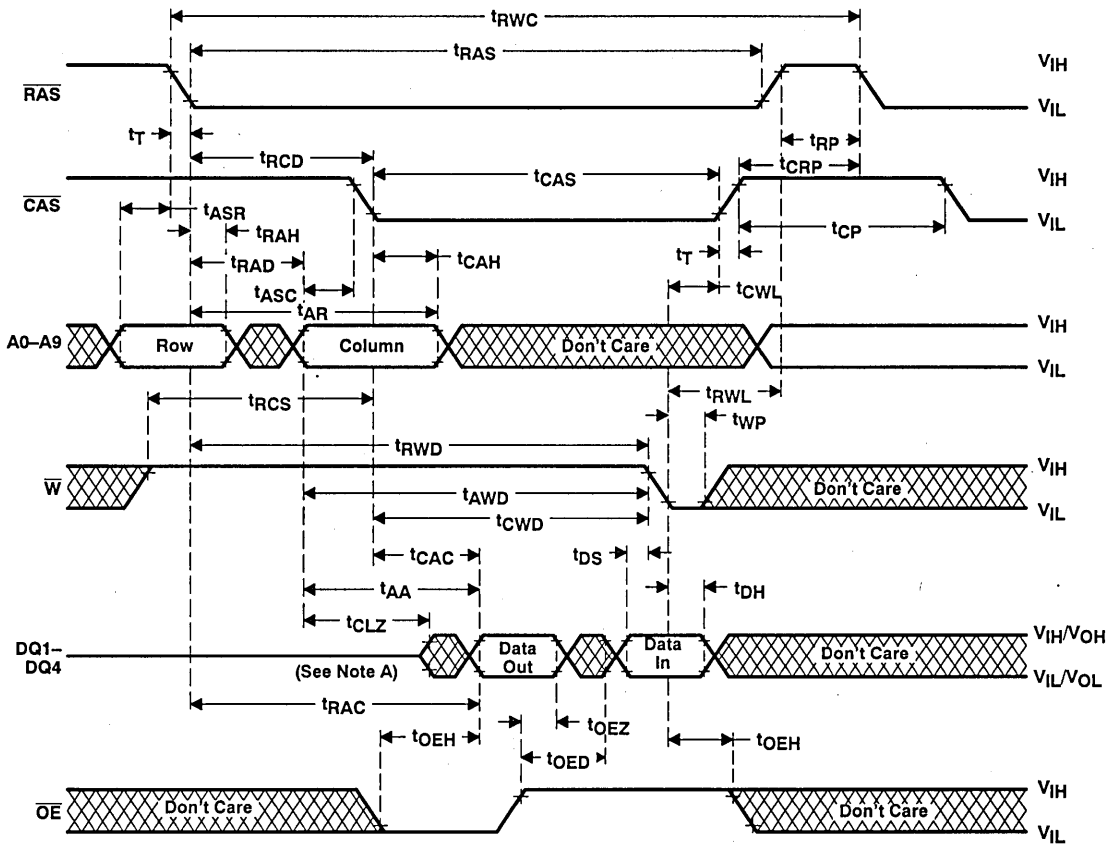 tRWC
tRAS
VIH
RAS
VIL
tT
tRP
tRCD
tCRP
tCAS
VIH
CAS
VIL
tASR
tRAH
tCP
tRAD
tCAH
tT
tASC
tCWL
tAR
VIH
A0–A9
Row
Column
Don't Care
VIL
tRCS
tRWL
tWP
tRWD
VIH
W
tAWD
Don't Care
VIL
tCWD
tCAC
tDS
tAA
tDH
tCLZ
VIH/VOH
DQ1–
DQ4
(See Note A)
Data
Out
Data
In
Don't Care
VIL/VOL
tRAC
tOEZ
tOEH
tOED
tOEH
VIH
OE
Don't Care
Don't Care
VIL